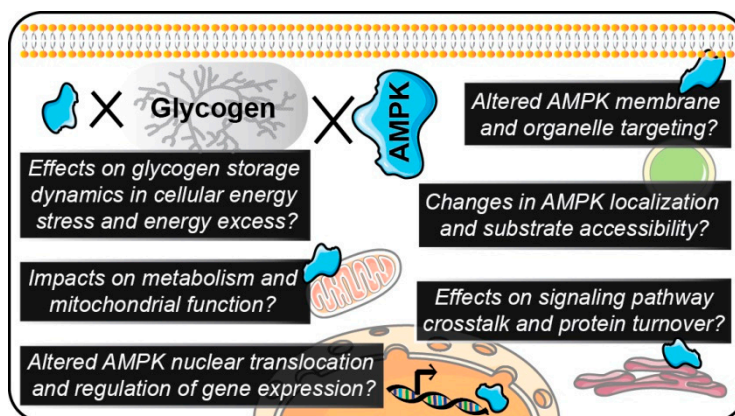 Glycogen
AMPK
Altered AMPK membrane
and organelle targeting?
Effects on glycogen storage
dynamics in cellular energy
stress and energy excess?
Changes in AMPK localization
and substrate accessibility?
Impacts on metabolism and
mitochondrial function?
Effects on signaling pathway
crosstalk and protein turnover?
Altered AMPK nuclear translocation
and regulation of gene expression?